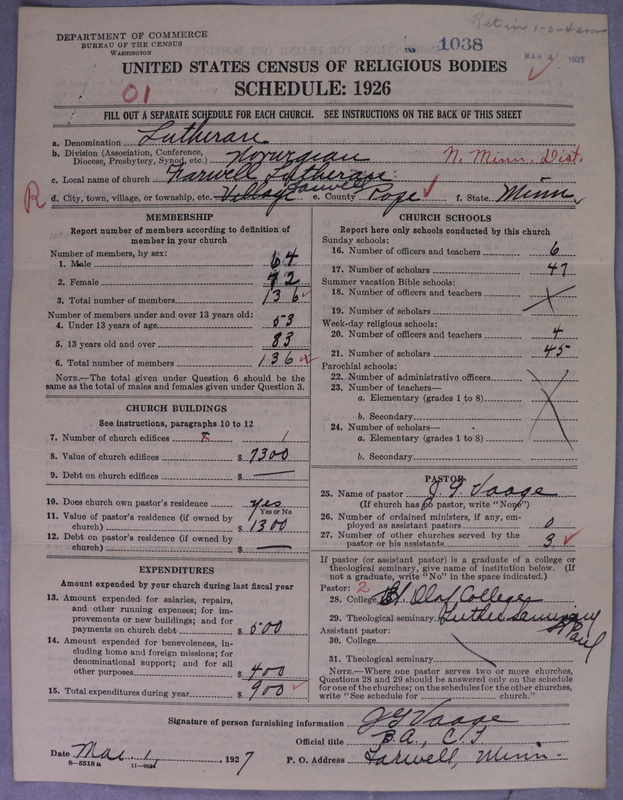 DEPARTMENT OF COMMERCE
BUREAU OF THE CENSUS
WASHINGTON
1038
MAR 4 1927
UNITED STATES CENSUS OF RELIGIOUS BODIES
SCHEDULE: 1926
01
FILL OUT A SEPARATE SCHEDULE FOR EACH CHURCH. SEE INSTRUCTIONS ON THE BACK OF THIS SHEET
a. Denomination Lutheran
b. Division (Association, Conference, Diocese, Presbytery, Synod, etc.) Norwegian N. Minn. Dist.
c. Local name of church Farwell Lutheran
R d. City, town, village, or township, etc. Village Farwell e. County Pope f. State Minn
MEMBERSHIP
Report number of members according to definition of member in your church
Number of members, by sex:
1. Male 64
2. Female 72
3. Total number of members 136
Number of members under and over 13 years old:
4. Under 13 years of age 53
5. 13 years old and over 83
6. Total number of members 136
NOTE.—The total given under Question 6 should be the same as the total of males and females given under Question 3.
CHURCH BUILDINGS
See instructions, paragraphs 10 to 12
7. Number of church edifices 1
8. Value of church edifices $ 7300
9. Debt on church edifices $ —
10. Does church own pastor's residence yes
Yes or No
11. Value of pastor's residence (if owned by church) $ 1300
12. Debt on pastor's residence (if owned by church) $ —
EXPENDITURES
Amount expended by your church during last fiscal year
13. Amount expended for salaries, repairs, and other running expenses; for improvements or new buildings; and for payments on church debt $ 500
14. Amount expended for benevolences, including home and foreign missions; for denominational support; and for all other purposes $ 400
15. Total expenditures during year $ 900
CHURCH SCHOOLS
Report here only schools conducted by this church
Sunday schools:
16. Number of officers and teachers 6
17. Number of scholars 47
Summer vacation Bible schools:
18. Number of officers and teachers
19. Number of scholars
Week-day religious schools:
20. Number of officers and teachers 4
21. Number of scholars 45
Parochial schools:
22. Number of administrative officers
23. Number of teachers—
a. Elementary (grades 1 to 8)
b. Secondary
24. Number of scholars—
a. Elementary (grades 1 to 8)
b. Secondary
PASTOR
25. Name of pastor J. G. Vaage
(If church has no pastor, write "None")
26. Number of ordained ministers, if any, employed as assistant pastors 0
27. Number of other churches served by the pastor or his assistants 3
If pastor (or assistant pastor) is a graduate of a college or theological seminary, give name of institution below. (If not a graduate, write "No" in the space indicated.)
Pastor: 2
28. College St. Olaf College
29. Theological seminary Luther Seminary St Paul
Assistant pastor:
30. College
31. Theological seminary
NOTE.—Where one pastor serves two or more churches, Questions 28 and 29 should be answered only on the schedule for one of the churches; on the schedules for the other churches, write "See schedule for ________ church."
Signature of person furnishing information J G Vaage
Official title B.A., C.T.
Date Mar. 1, 1927
P. O. Address Farwell, Minn.
8—5518 a